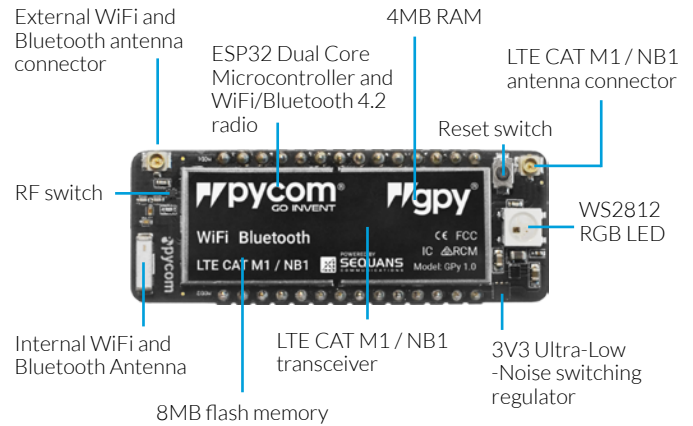 External WiFi and
Bluetooth antenna
connector
ESP32 Dual Core
Microcontroller and
WiFi/Bluetooth 4.2
radio
4MB RAM
LTE CAT M1 / NB1
antenna connector
Reset switch
RF switch
WS2812
RGB LED
pycom®
GO INVENT
gpy®
WiFi Bluetooth
LTE CAT M1 / NB1
POWERED BY
SEQUANS
COMMUNICATIONS
CE FCC
IC RCM
Model: GPy 1.0
pycom
Internal WiFi and
Bluetooth Antenna
LTE CAT M1 / NB1
transceiver
3V3 Ultra-Low
-Noise switching
regulator
8MB flash memory